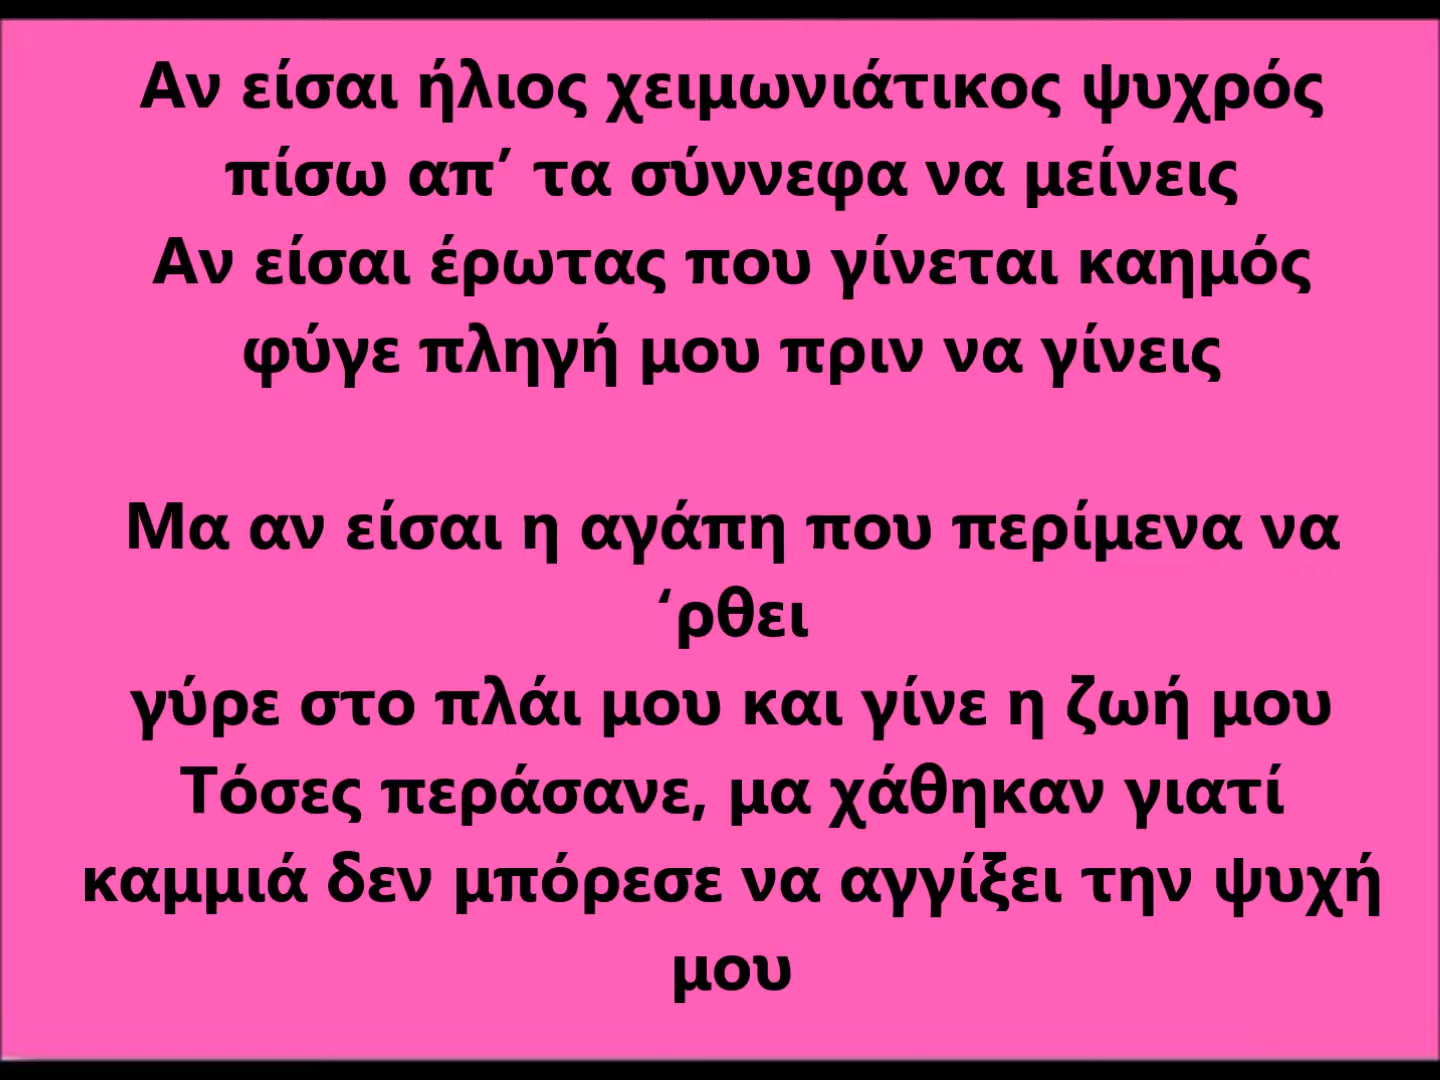 Αν είσαι ήλιος χειμωνιάτικος ψυχρός
πίσω απ’ τα σύννεφα να μείνεις
Αν είσαι έρωτας που γίνεται καημός
φύγε πληγή μου πριν να γίνεις
Μα αν είσαι η αγάπη που περίμενα να
‘ρθει
γύρε στο πλάι μου και γίνε η ζωή μου
Τόσες περάσανε, μα χάθηκαν γιατί
καμμιά δεν μπόρεσε να αγγίξει την ψυχή
μου